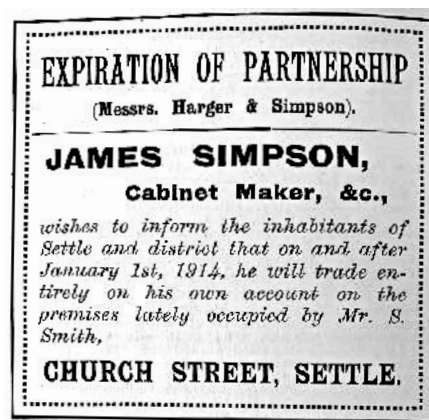 EXPIRATION OF PARTNERSHIP
(Messrs. Harger & Simpson).
JAMES SIMPSON,
Cabinet Maker, &c.,
wishes to inform the inhabitants of
Settle and district that on and after
January 1st, 1914, he will trade en-
tirely on his own account on the
premises lately occupied by Mr. S.
Smith,
CHURCH STREET, SETTLE.